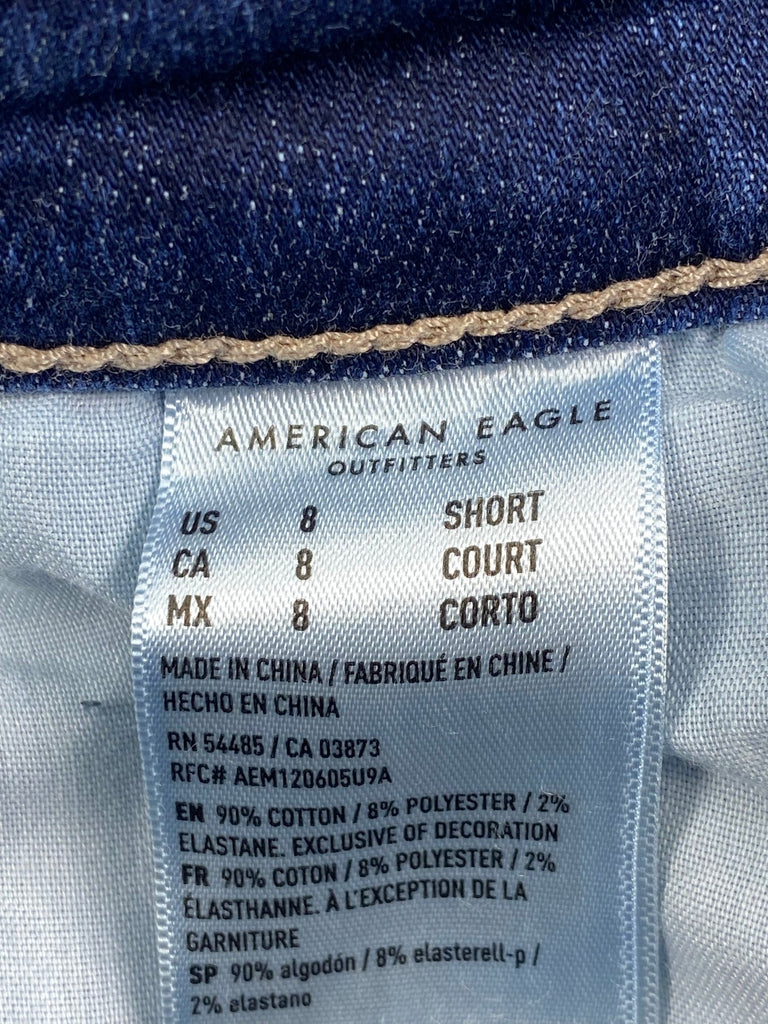 AMERICAN EAGLE
OUTFITTERS
US 8 SHORT
CA 8 COURT
MX 8 CORTO
MADE IN CHINA / FABRIQUÉ EN CHINE /
HECHO EN CHINA
RN 54485 / CA 03873
RFC# AEM120605U9A
EN 90% COTTON / 8% POLYESTER / 2%
ELASTANE. EXCLUSIVE OF DECORATION
FR 90% COTON / 8% POLYESTER / 2%
ÉLASTHANNE. À L'EXCEPTION DE LA
GARNITURE
SP 90% algodón / 8% elasterell-p /
2% elastano